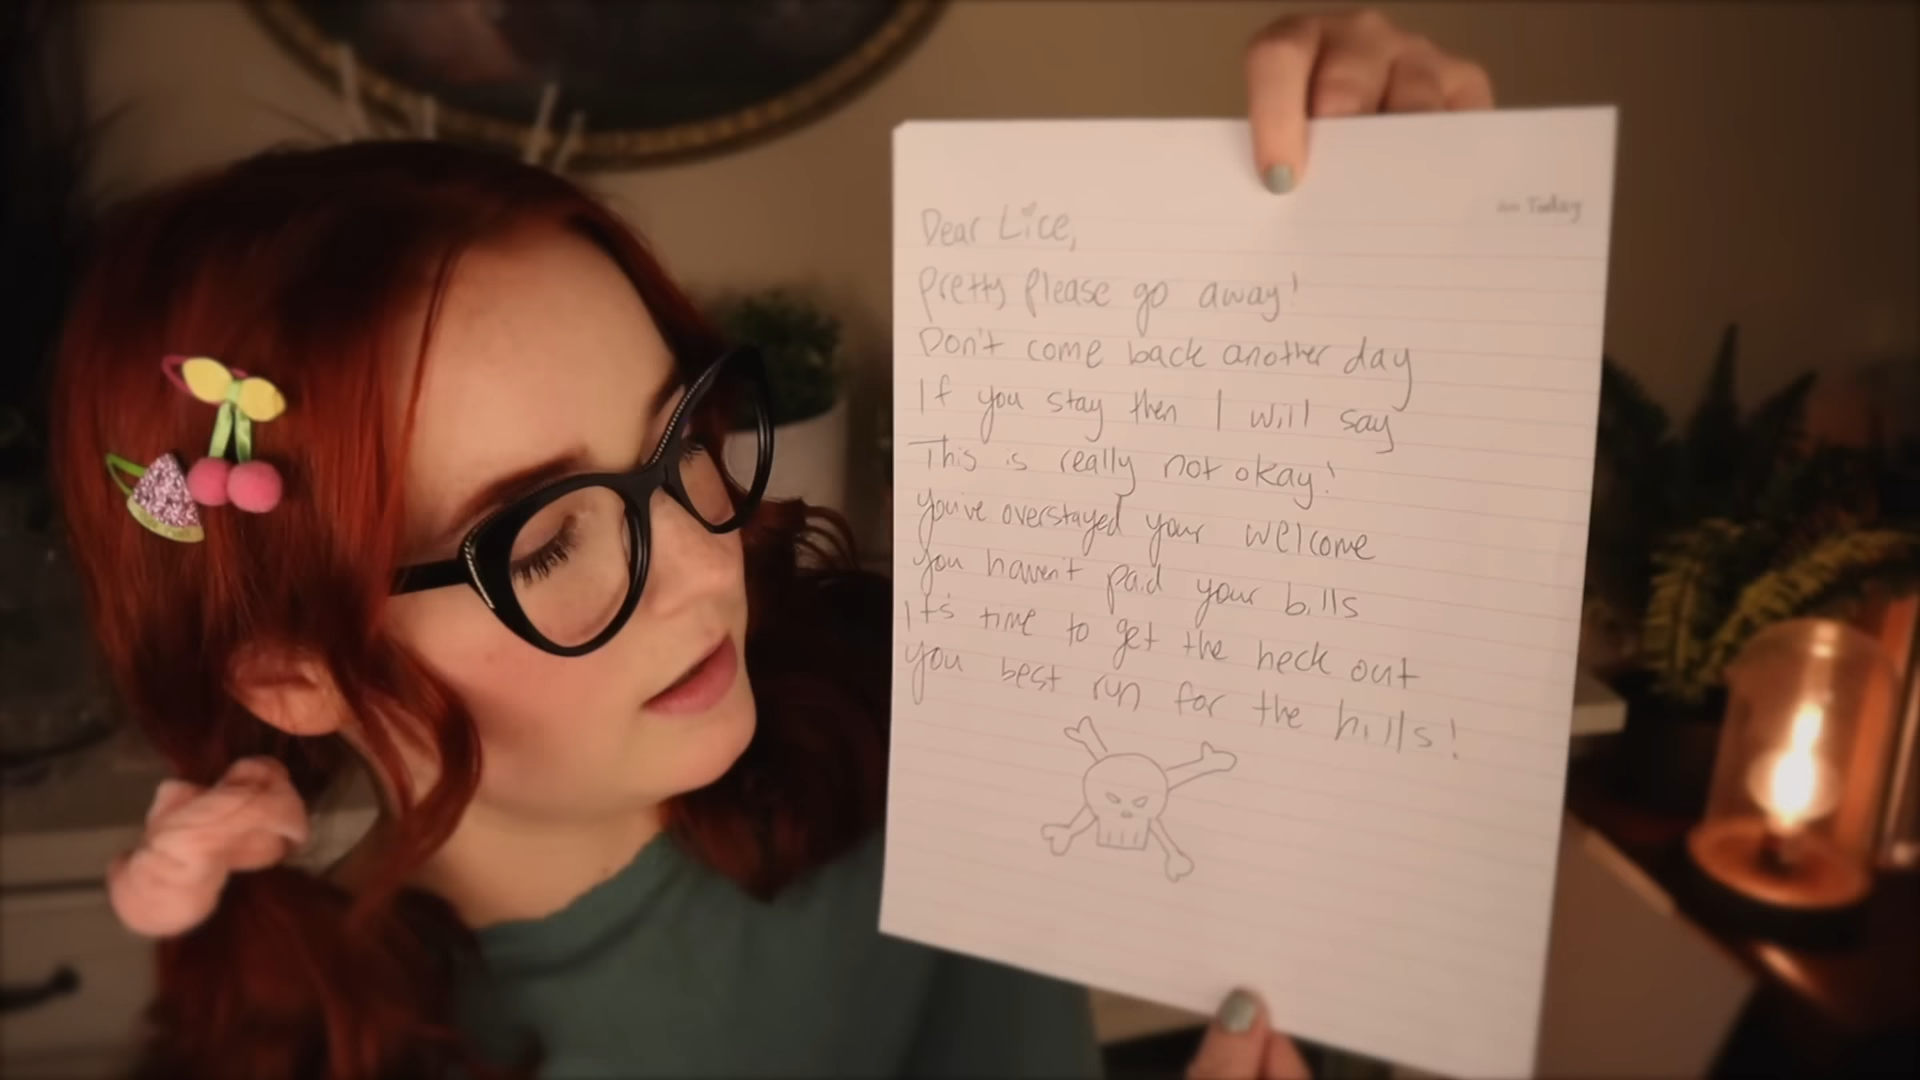 Today
Dear Lice,
Pretty please go away!
Don't come back another day
If you stay then I will say
This is really not okay!
You've overstayed your welcome
You haven't paid your bills
It's time to get the heck out
You best run for the hills!